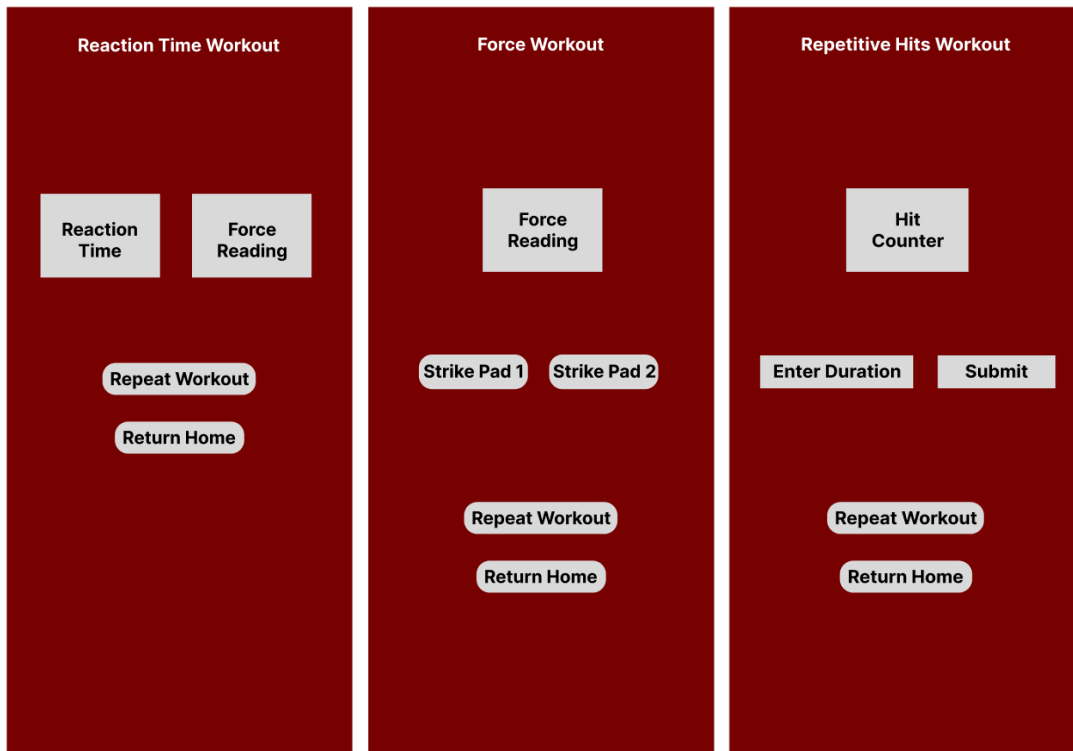 Reaction Time Workout
Reaction
Time
Force
Reading
Repeat Workout
Return Home
Force Workout
Force
Reading
Strike Pad 1
Strike Pad 2
Repeat Workout
Return Home
Repetitive Hits Workout
Hit
Counter
Enter Duration
Submit
Repeat Workout
Return Home